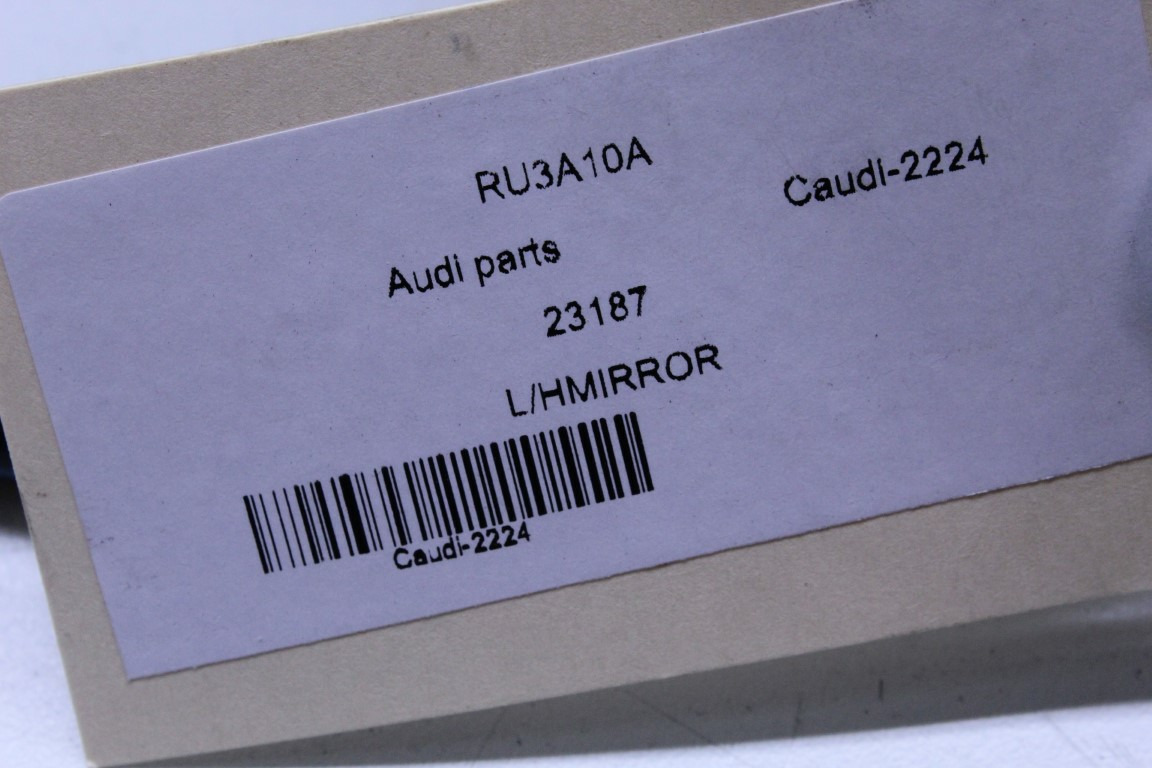 RU3A10A
Caudi-2224
Audi parts
23187
L/HMIRROR
Caudi-2224